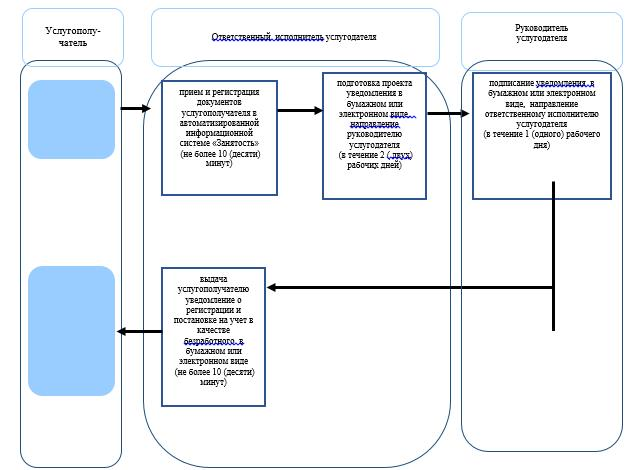 Услугополу-
чатель
Ответственный исполнитель услугодателя
Руководитель
услугодателя
прием и регистрация
документов
услугополучателя в
автоматизированной
информационной
системе «Занятость»
(не более 10 (десяти)
минут)
подготовка проекта
уведомления в
бумажном или
электронном виде,
направление
руководителю
услугодателя
(в течение 2 ( двух)
рабочих дней)
подписание уведомления в
бумажном или электронном
виде, направление
ответственному исполнителю
услугодателя
(в течение 1 (одного) рабочего
дня)
выдача
услугополучателю
уведомление о
регистрации и
постановке на учет в
качестве
безработного в
бумажном или
электронном виде
(не более 10 (десяти)
минут)